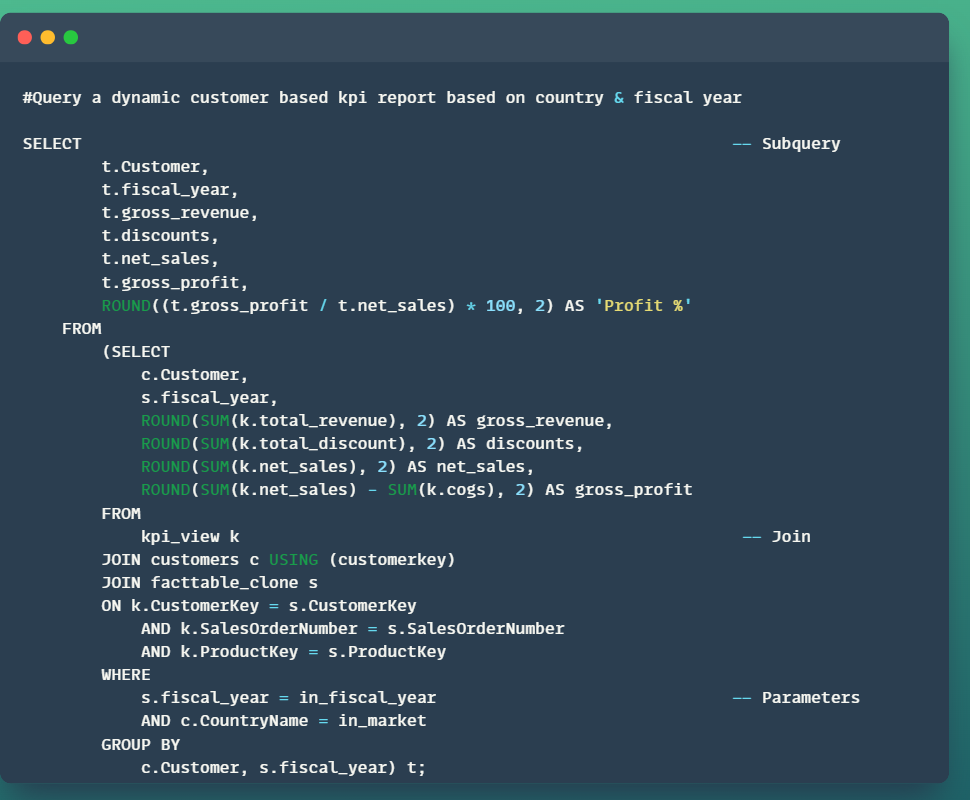 #Query a dynamic customer based kpi report based on country & fiscal year
SELECT -- Subquery
t.Customer,
t.fiscal_year,
t.gross_revenue,
t.discounts,
t.net_sales,
t.gross_profit,
ROUND((t.gross_profit / t.net_sales) * 100, 2) AS 'Profit %'
FROM
(SELECT
c.Customer,
s.fiscal_year,
ROUND(SUM(k.total_revenue), 2) AS gross_revenue,
ROUND(SUM(k.total_discount), 2) AS discounts,
ROUND(SUM(k.net_sales), 2) AS net_sales,
ROUND(SUM(k.net_sales) - SUM(k.cogs), 2) AS gross_profit
FROM
kpi_view k -- Join
JOIN customers c USING (customerkey)
JOIN facttable_clone s
ON k.CustomerKey = s.CustomerKey
AND k.SalesOrderNumber = s.SalesOrderNumber
AND k.ProductKey = s.ProductKey
WHERE
s.fiscal_year = in_fiscal_year -- Parameters
AND c.CountryName = in_market
GROUP BY
c.Customer, s.fiscal_year) t;